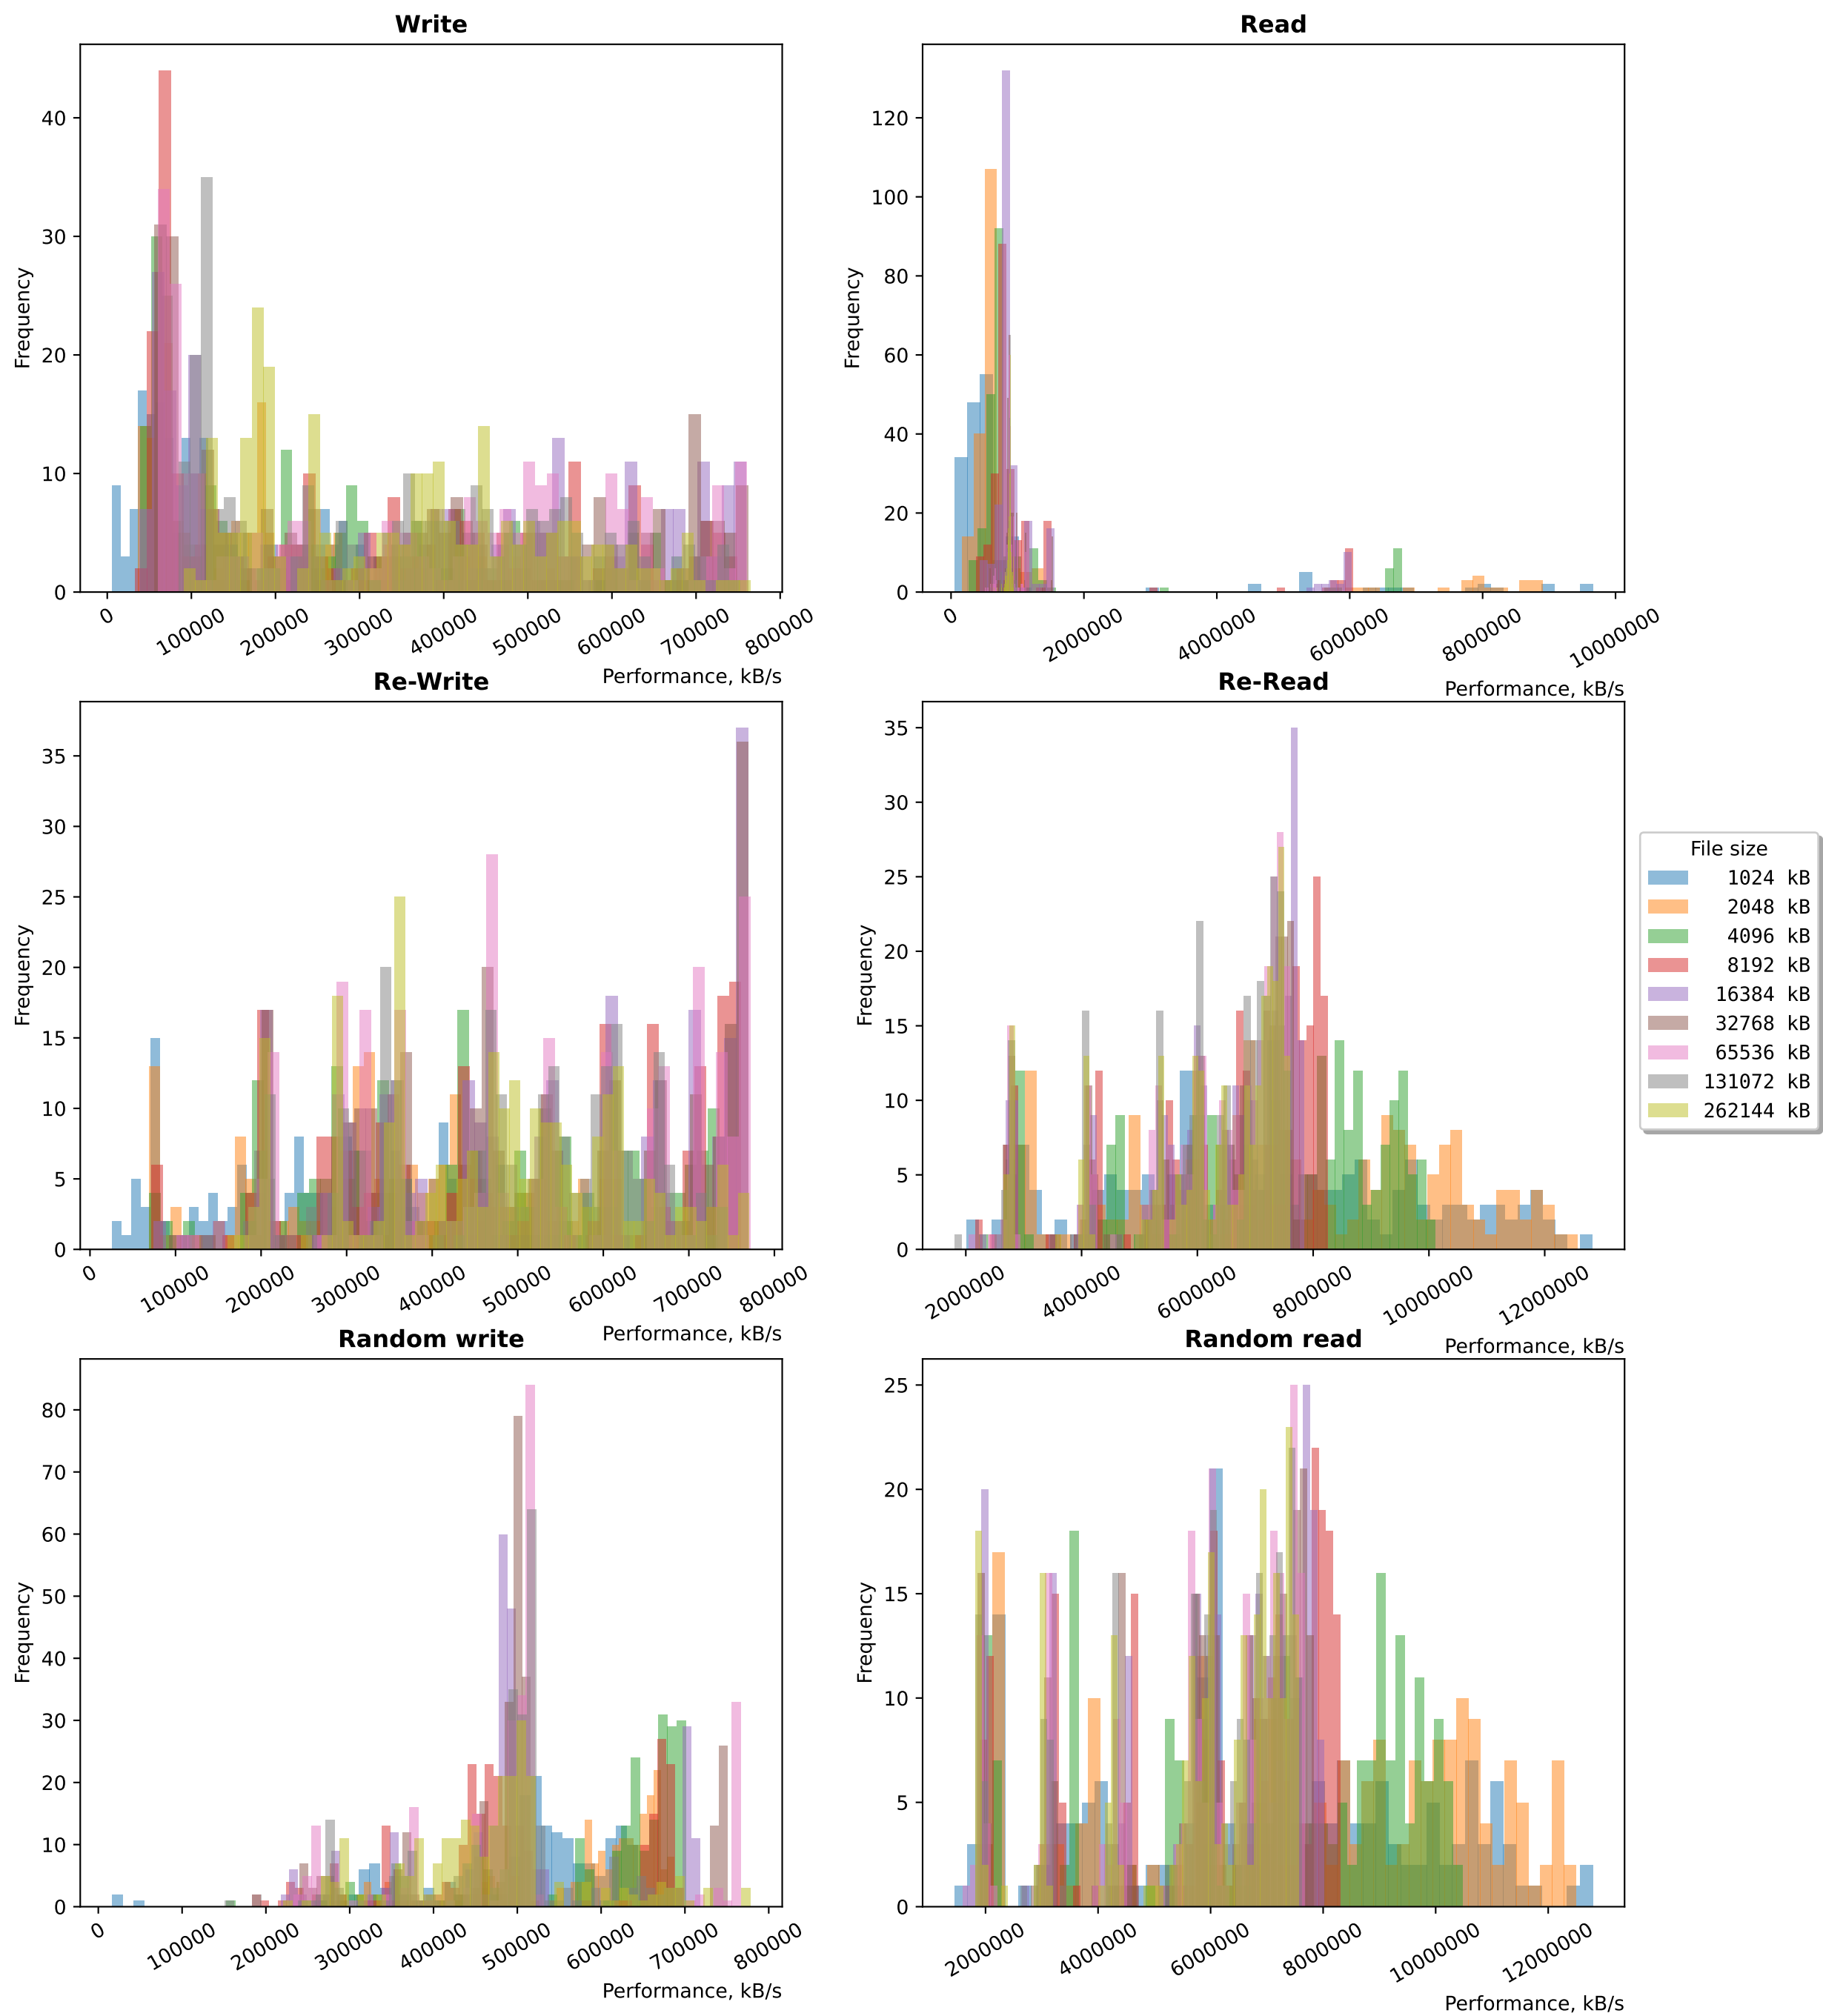 Write
Frequency
40
30
20
10
0
0 100000 200000 300000 400000 500000 600000 700000 800000
Performance, kB/s
Read
Frequency
120
100
80
60
40
20
0
0 2000000 4000000 6000000 8000000 10000000
Performance, kB/s
Re-Write
Frequency
35
30
25
20
15
10
5
0
0 100000 200000 300000 400000 500000 600000 700000 800000
Performance, kB/s
Re-Read
Frequency
35
30
25
20
15
10
5
0
2000000 4000000 6000000 8000000 10000000 12000000
Performance, kB/s
File size
1024 kB
2048 kB
4096 kB
8192 kB
16384 kB
32768 kB
65536 kB
131072 kB
262144 kB
Random write
Frequency
80
70
60
50
40
30
20
10
0
0 100000 200000 300000 400000 500000 600000 700000 800000
Performance, kB/s
Random read
Frequency
25
20
15
10
5
0
2000000 4000000 6000000 8000000 10000000 12000000
Performance, kB/s